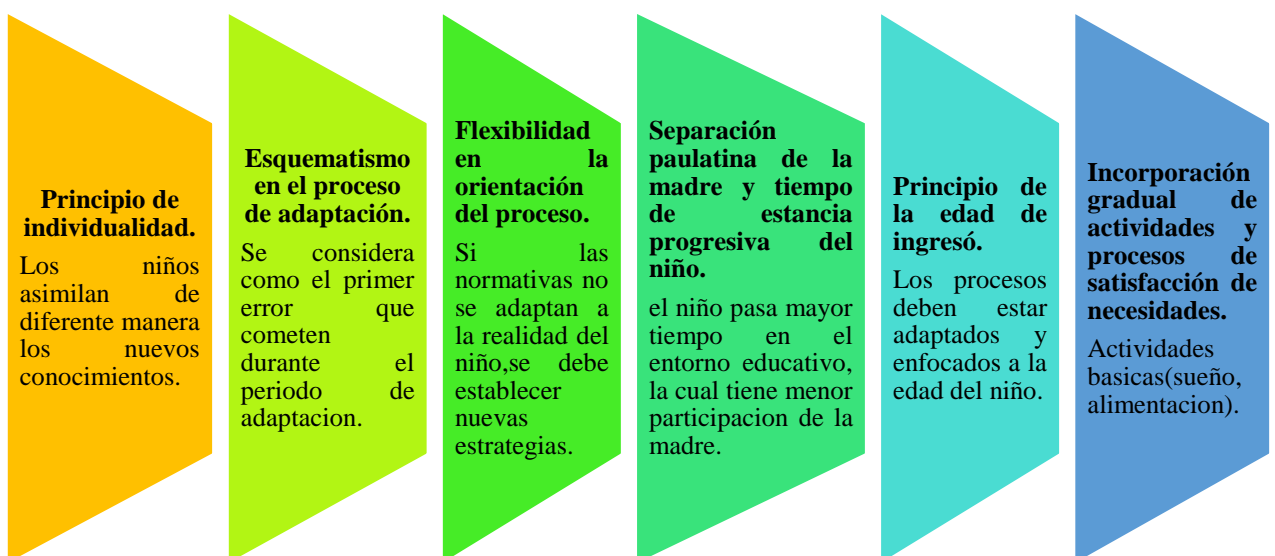 Principio de
individualidad.
Los niños
asimilan de
diferente manera
los nuevos
conocimientos.
Esquematismo
en el proceso
de adaptación.
Se considera
como el primer
error que
cometen
durante el
periodo de
adaptacion.
Flexibilidad
en la
orientación
del proceso.
Si las
normativas no
se adaptan a
la realidad del
niño,se debe
establecer
nuevas
estrategias.
Separación
paulatina de la
madre y tiempo
de estancia
progresiva del
niño.
el niño pasa mayor
tiempo en el
entorno educativo,
la cual tiene menor
participacion de la
madre.
Principio de
la edad de
ingresó.
Los procesos
deben estar
adaptados y
enfocados a la
edad del niño.
Incorporación
gradual de
actividades y
procesos de
satisfacción de
necesidades.
Actividades
basicas(sueño,
alimentacion).